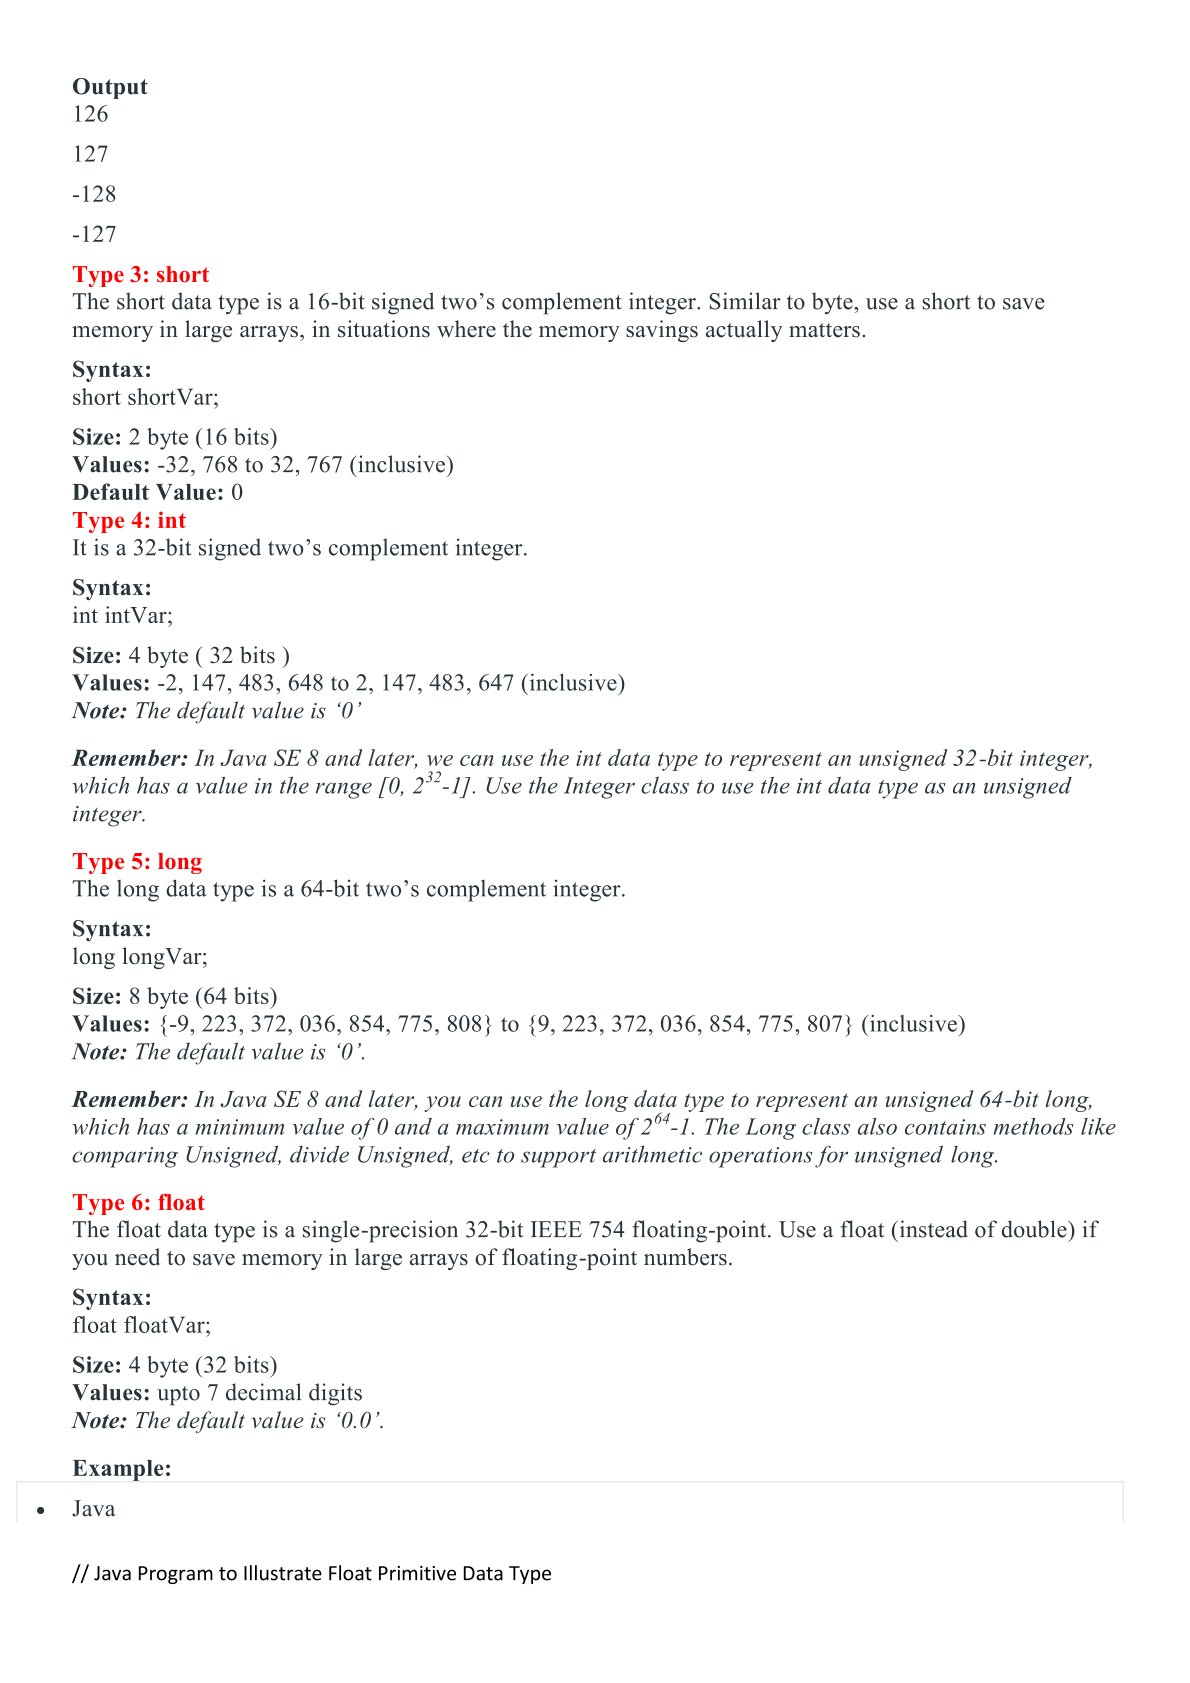 Output
126
127
-128
-127
Type 3: short
The short data type is a 16-bit signed two’s complement integer. Similar to byte, use a short to save
memory in large arrays, in situations where the memory savings actually matters.
Syntax:
short shortVar;
Size: 2 byte (16 bits)
Values: -32, 768 to 32, 767 (inclusive)
Default Value: 0
Type 4: int
It is a 32-bit signed two’s complement integer.
Syntax:
int intVar;
Size: 4 byte ( 32 bits )
Values: -2, 147, 483, 648 to 2, 147, 483, 647 (inclusive)
Note: The default value is ‘0’
Remember: In Java SE 8 and later, we can use the int data type to represent an unsigned 32-bit integer,
which has a value in the range [0, 2³²-1]. Use the Integer class to use the int data type as an unsigned
integer.
Type 5: long
The long data type is a 64-bit two’s complement integer.
Syntax:
long longVar;
Size: 8 byte (64 bits)
Values: {-9, 223, 372, 036, 854, 775, 808} to {9, 223, 372, 036, 854, 775, 807} (inclusive)
Note: The default value is ‘0’.
Remember: In Java SE 8 and later, you can use the long data type to represent an unsigned 64-bit long,
which has a minimum value of 0 and a maximum value of 2⁶⁴-1. The Long class also contains methods like
comparing Unsigned, divide Unsigned, etc to support arithmetic operations for unsigned long.
Type 6: float
The float data type is a single-precision 32-bit IEEE 754 floating-point. Use a float (instead of double) if
you need to save memory in large arrays of floating-point numbers.
Syntax:
float floatVar;
Size: 4 byte (32 bits)
Values: upto 7 decimal digits
Note: The default value is ‘0.0’.
Example:
• Java
// Java Program to Illustrate Float Primitive Data Type